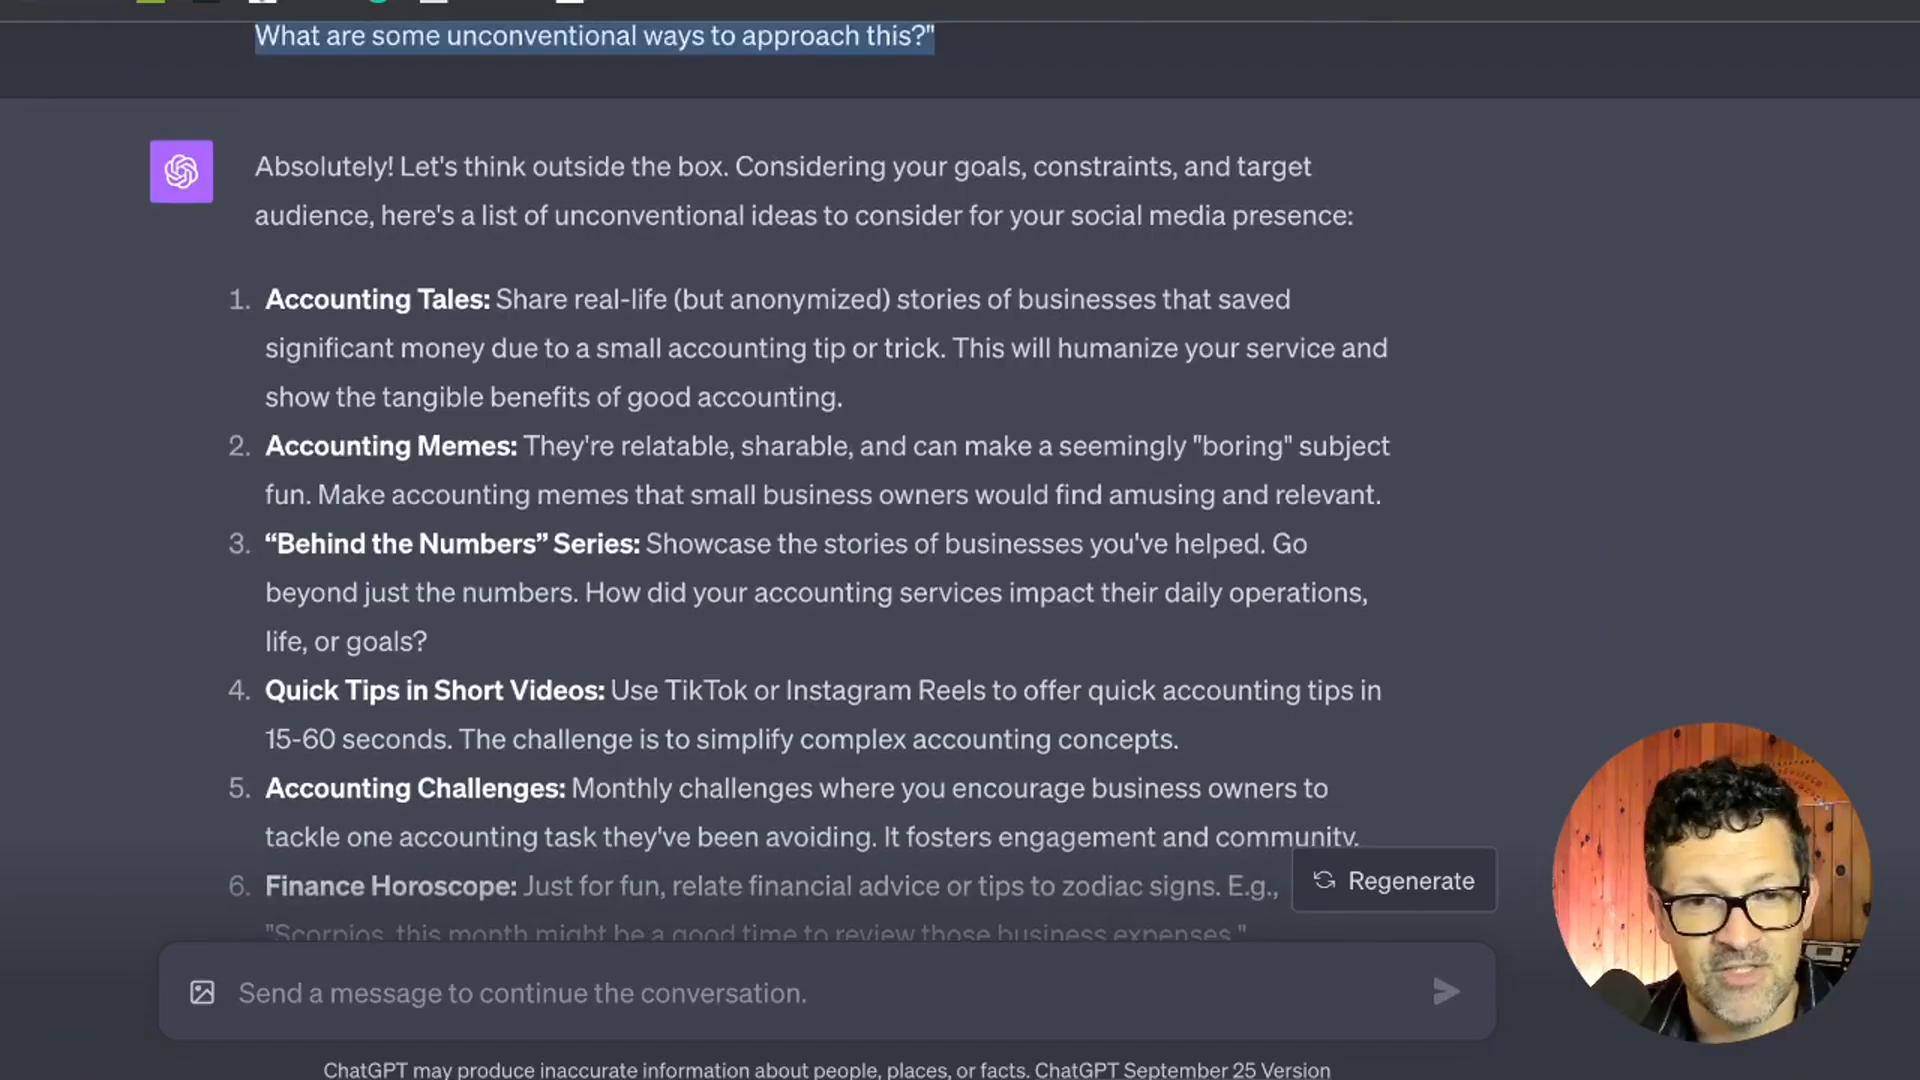 What are some unconventional ways to approach this?"
Absolutely! Let's think outside the box. Considering your goals, constraints, and target
audience, here's a list of unconventional ideas to consider for your social media presence:
1. Accounting Tales: Share real-life (but anonymized) stories of businesses that saved
significant money due to a small accounting tip or trick. This will humanize your service and
show the tangible benefits of good accounting.
2. Accounting Memes: They're relatable, sharable, and can make a seemingly "boring" subject
fun. Make accounting memes that small business owners would find amusing and relevant.
3. “Behind the Numbers” Series: Showcase the stories of businesses you've helped. Go
beyond just the numbers. How did your accounting services impact their daily operations,
life, or goals?
4. Quick Tips in Short Videos: Use TikTok or Instagram Reels to offer quick accounting tips in
15-60 seconds. The challenge is to simplify complex accounting concepts.
5. Accounting Challenges: Monthly challenges where you encourage business owners to
tackle one accounting task they've been avoiding. It fosters engagement and community.
6. Finance Horoscope: Just for fun, relate financial advice or tips to zodiac signs. E.g.,
"Scorpios, this month might be a good time to review those business expenses."
Regenerate
Send a message to continue the conversation.
ChatGPT may produce inaccurate information about people, places, or facts. ChatGPT September 25 Version